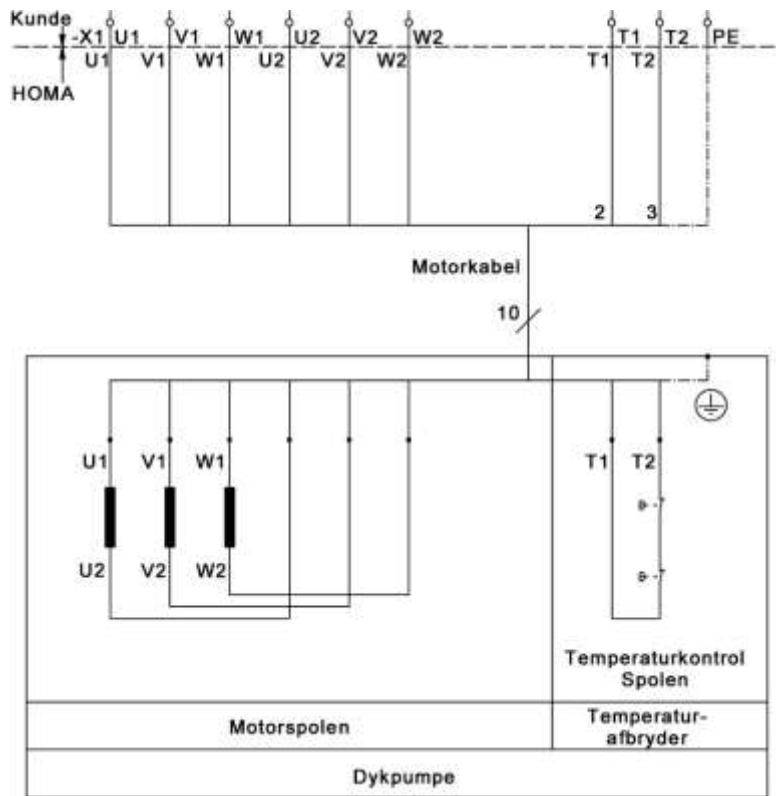 Kunde
-X1 U1 V1 W1 U2 V2 W2 T1 T2 PE
U1 V1 W1 U2 V2 W2 T1 T2
HOMA
2 3
Motorkabel
10
U1 V1 W1 T1 T2
U2 V2 W2
Temperaturkontrol
Spolen
Motorspolen
Temperatur-
afbryder
Dykpumpe